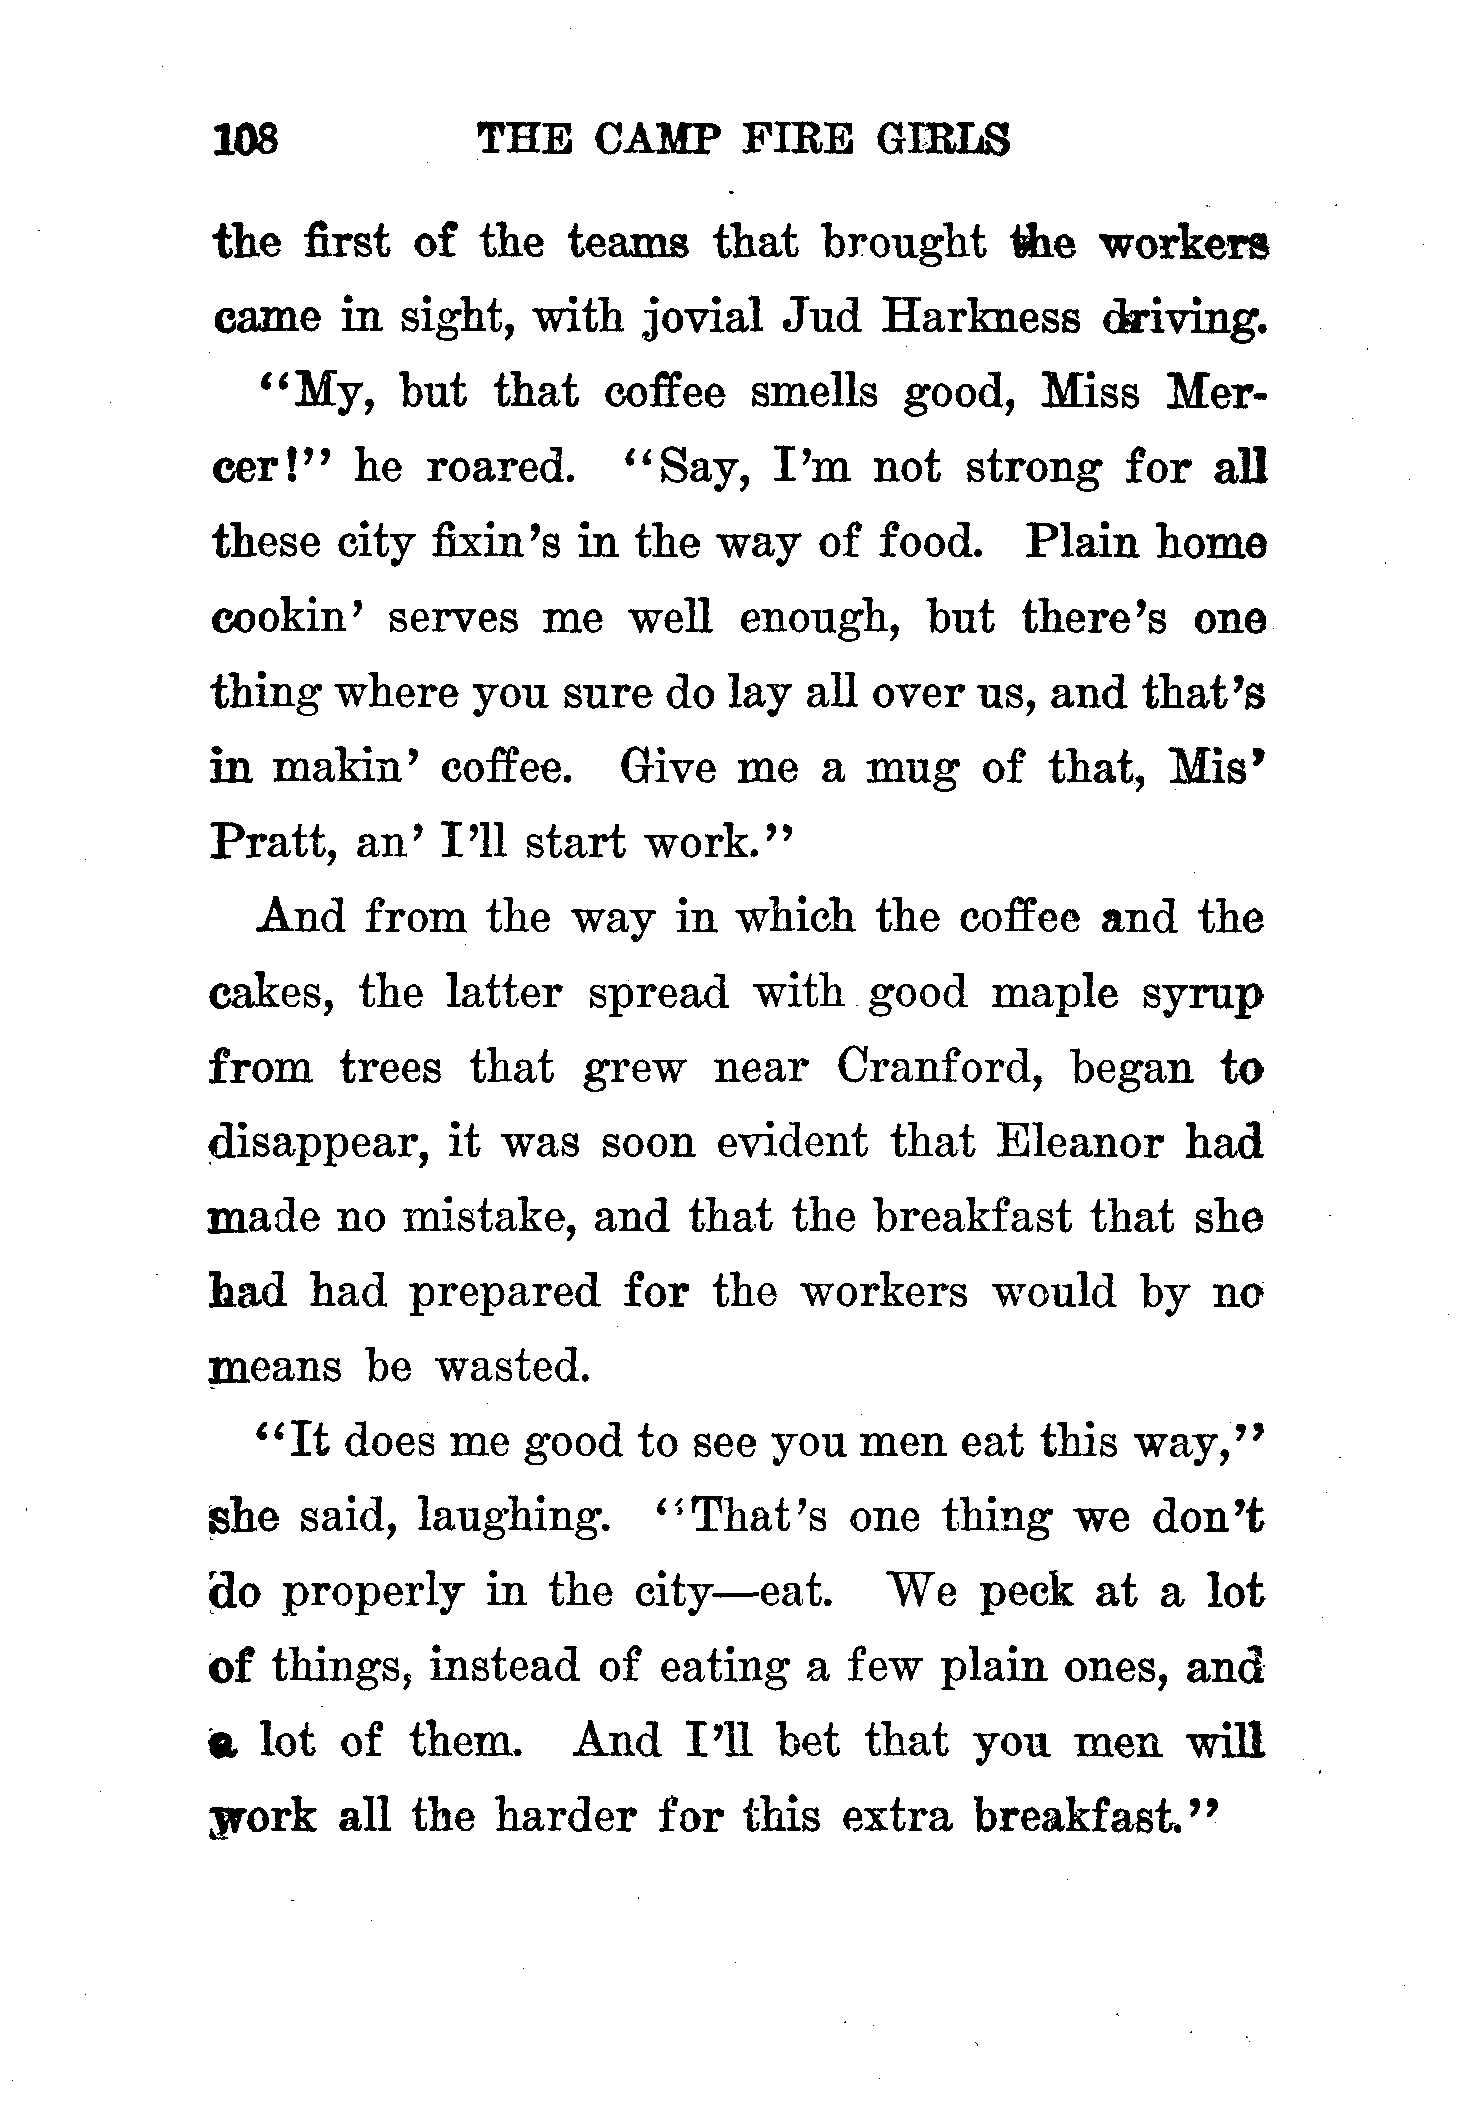 108 THE CAMP FIRE GIRLS
the first of the teams that brought the workers
came in sight, with jovial Jud Harkness driving.
"My, but that coffee smells good, Miss Mer-
cer!" he roared. "Say, I'm not strong for all
these city fixin's in the way of food. Plain home
cookin' serves me well enough, but there's one
thing where you sure do lay all over us, and that's
in makin' coffee. Give me a mug of that, Mis'
Pratt, an' I'll start work."
And from the way in which the coffee and the
cakes, the latter spread with good maple syrup
from trees that grew near Cranford, began to
disappear, it was soon evident that Eleanor had
made no mistake, and that the breakfast that she
had had prepared for the workers would by no
means be wasted.
"It does me good to see you men eat this way,"
she said, laughing. "That's one thing we don't
do properly in the city—eat. We peck at a lot
of things, instead of eating a few plain ones, and
a lot of them. And I'll bet that you men will
work all the harder for this extra breakfast."